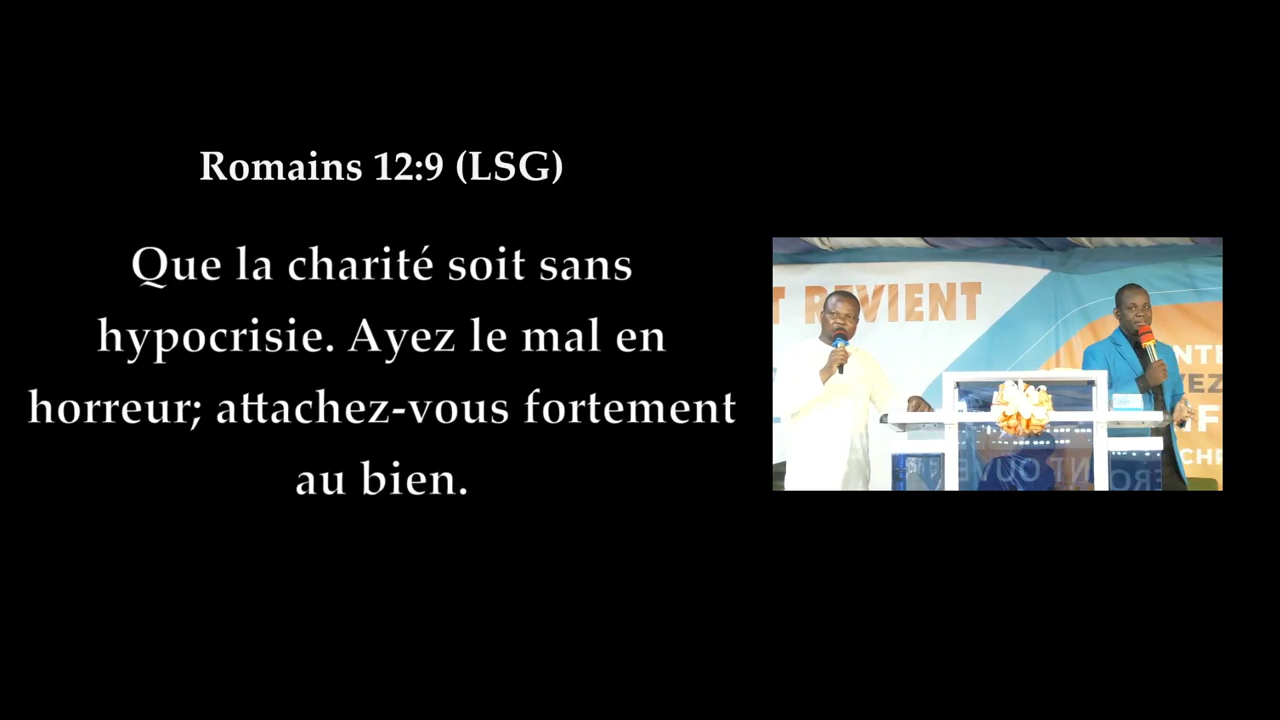 Romains 12:9 (LSG)
Que la charité soit sans
hypocrisie. Ayez le mal en
horreur; attachez-vous fortement
au bien.
T REVIENT